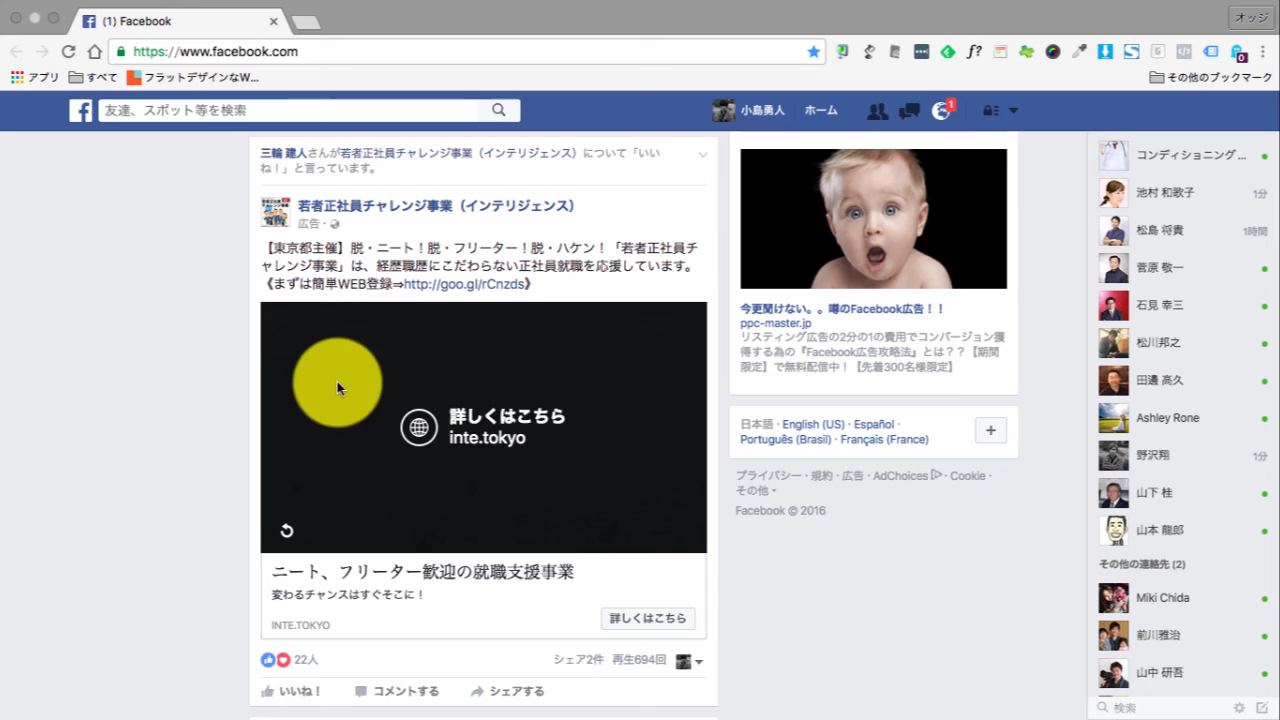 (1) Facebook
オッジ
https://www.facebook.com
アプリ
すべて
フラットデザインなW...
その他のブックマーク
友達、スポット等を検索
小島勇人
ホーム
1
三輪 建人さんが若者正社員チャレンジ事業（インテリジェンス）について「いい
ね！」と言っています。
若者正社員チャレンジ事業（インテリジェンス）
広告・
【東京都主催】脱・ニート！脱・フリーター！脱・ハケン！「若者正社員チ
ャレンジ事業」は、経歴職歴にこだわらない正社員就職を応援しています。
《まずは簡単WEB登録⇒http://goo.gl/rCnzds》
詳しくはこちら
inte.tokyo
ニート、フリーター歓迎の就職支援事業
変わるチャンスはすぐそこに！
詳しくはこちら
INTE.TOKYO
22人
シェア2件 再生694回
いいね！
コメントする
シェアする
今更聞けない。。噂のFacebook広告！！
ppc-master.jp
リスティング広告の2分の1の費用でコンバージョン獲
得する為の『Facebook広告攻略法』とは？？【期間
限定】で無料配信中！【先着300名様限定】
日本語 · English (US) · Español ·
Português (Brasil) · Français (France)
+
プライバシー · 規約 · 広告 · AdChoices · Cookie ·
その他
Facebook © 2016
コンディショニング...
池村 和歌子 1分
松島 将貴 1時間
菅原 敬一
石見 幸三
松川邦之
田邊 高久
Ashley Rone
野沢翔 1分
山下 桂
山本 龍郎
その他の連絡先 (2)
Miki Chida
前川雅治
山中 研吾
検索